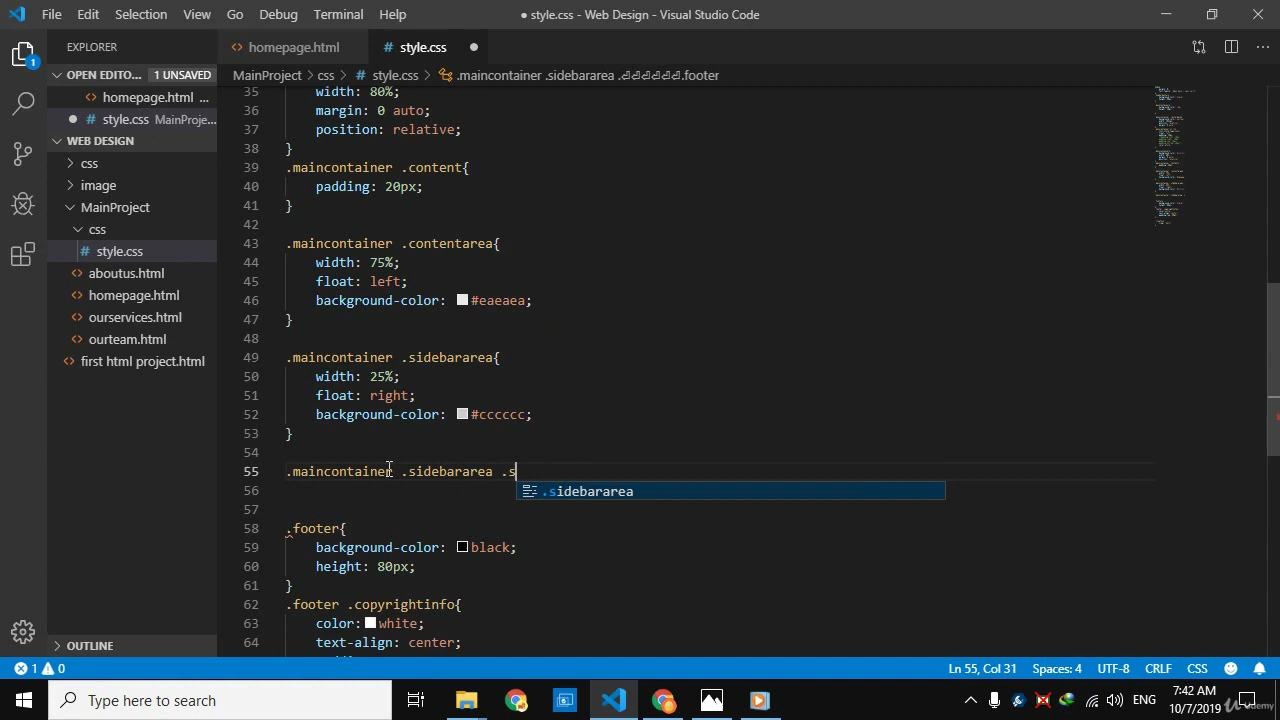 File Edit Selection View Go Debug Terminal Help
● style.css - Web Design - Visual Studio Code
EXPLORER
OPEN EDITO... 1 UNSAVED
homepage.html ...
style.css MainProje...
WEB DESIGN
css
image
MainProject
css
# style.css
aboutus.html
homepage.html
ourservices.html
ourteam.html
first html project.html
OUTLINE
1
homepage.html
# style.css
MainProject > css > # style.css > .maincontainer .sidebararea .⏎⏎⏎⏎⏎⏎.footer
35 width: 80%;
36 margin: 0 auto;
37 position: relative;
38 }
39 .maincontainer .content{
40 padding: 20px;
41 }
42
43 .maincontainer .contentarea{
44 width: 75%;
45 float: left;
46 background-color: #eaeaea;
47 }
48
49 .maincontainer .sidebararea{
50 width: 25%;
51 float: right;
52 background-color: #cccccc;
53 }
54
55 .maincontainer .sidebararea .s
.sidebararea
56
57
58 .footer{
59 background-color: black;
60 height: 80px;
61 }
62 .footer .copyrightinfo{
63 color: white;
64 text-align: center;
1 0
Ln 55, Col 31 Spaces: 4 UTF-8 CRLF CSS
Type here to search
ENG
7:42 AM
10/7/2019
Udemy